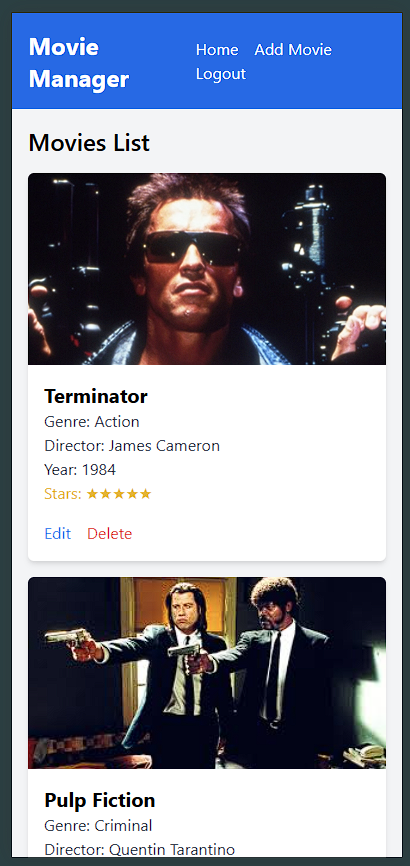 Movie
Manager
Home Add Movie
Logout
Movies List
Terminator
Genre: Action
Director: James Cameron
Year: 1984
Stars: ★★★★★
Edit Delete
Pulp Fiction
Genre: Criminal
Director: Quentin Tarantino